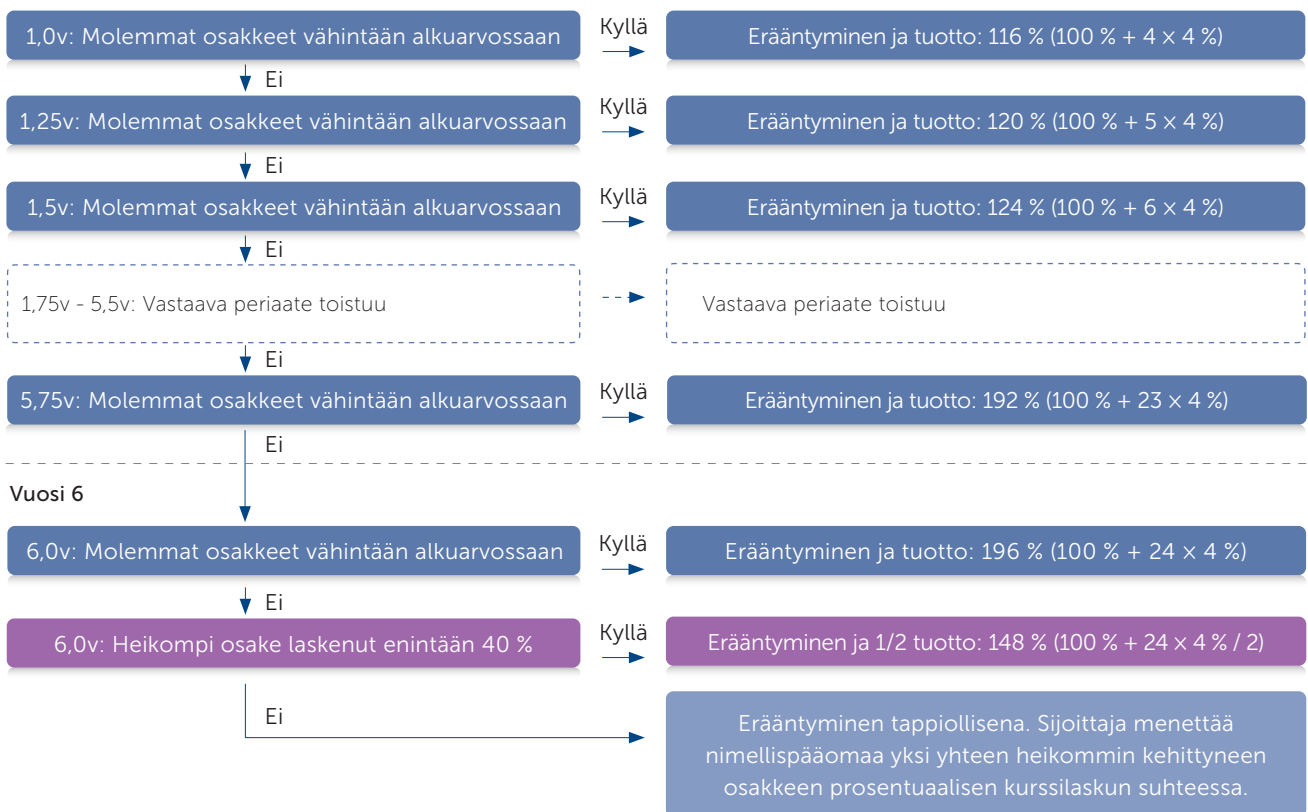 1,0v: Molemmat osakkeet vähintään alkuarvossaan
Kyllä
Erääntyminen ja tuotto: 116 % (100 % + 4 × 4 %)
Ei
1,25v: Molemmat osakkeet vähintään alkuarvossaan
Kyllä
Erääntyminen ja tuotto: 120 % (100 % + 5 × 4 %)
Ei
1,5v: Molemmat osakkeet vähintään alkuarvossaan
Kyllä
Erääntyminen ja tuotto: 124 % (100 % + 6 × 4 %)
Ei
1,75v - 5,5v: Vastaava periaate toistuu
Vastaava periaate toistuu
Ei
5,75v: Molemmat osakkeet vähintään alkuarvossaan
Kyllä
Erääntyminen ja tuotto: 192 % (100 % + 23 × 4 %)
Ei
Vuosi 6
6,0v: Molemmat osakkeet vähintään alkuarvossaan
Kyllä
Erääntyminen ja tuotto: 196 % (100 % + 24 × 4 %)
Ei
6,0v: Heikompi osake laskenut enintään 40 %
Kyllä
Erääntyminen ja 1/2 tuotto: 148 % (100 % + 24 × 4 % / 2)
Ei
Erääntyminen tappiollisena. Sijoittaja menettää
nimellispääomaa yksi yhteen heikommin kehittyneen
osakkeen prosentuaalisen kurssilaskun suhteessa.